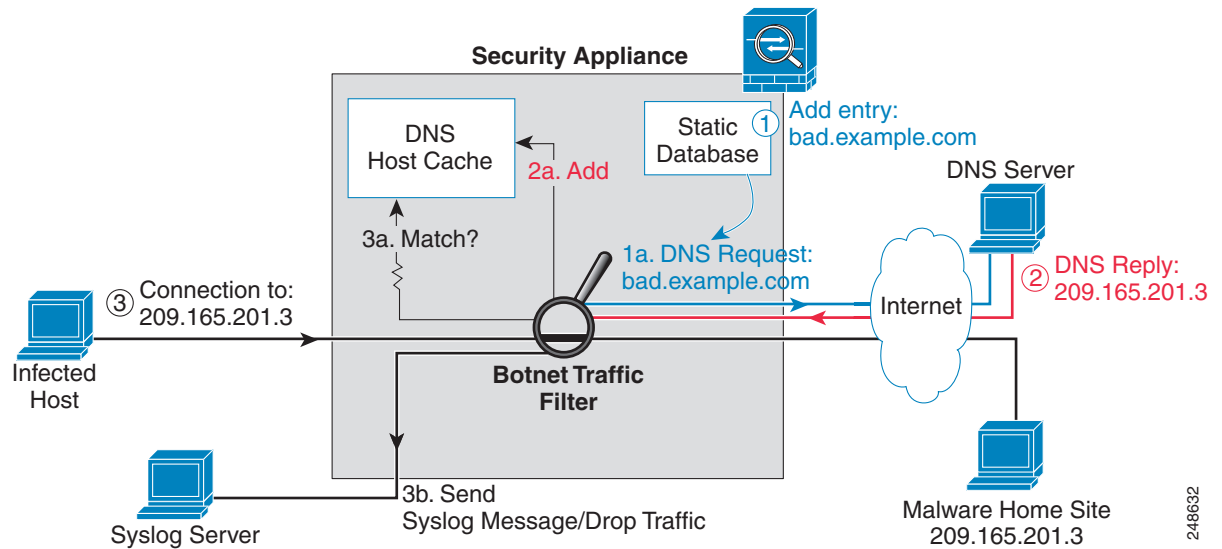 Security Appliance
DNS
Host Cache
2a. Add
Static
Database
1
Add entry:
bad.example.com
DNS Server
3a. Match?
1a. DNS Request:
bad.example.com
2
DNS Reply:
209.165.201.3
Internet
3
Connection to:
209.165.201.3
Infected
Host
Botnet Traffic
Filter
3b. Send
Syslog Message/Drop Traffic
Syslog Server
Malware Home Site
209.165.201.3
248632